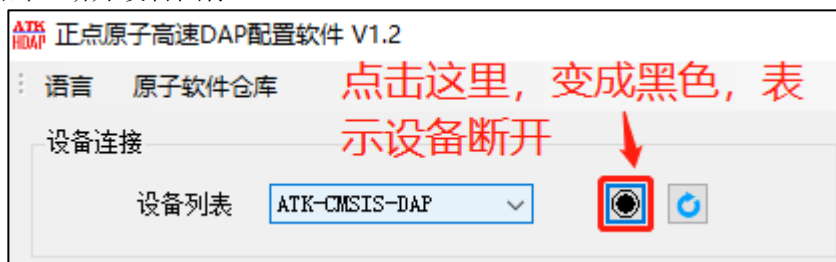 ATK
HDAP 正点原子高速DAP配置软件 V1.2
语言 原子软件仓库
点击这里，变成黑色，表
示设备断开
设备连接
设备列表 ATK-CMSIS-DAP